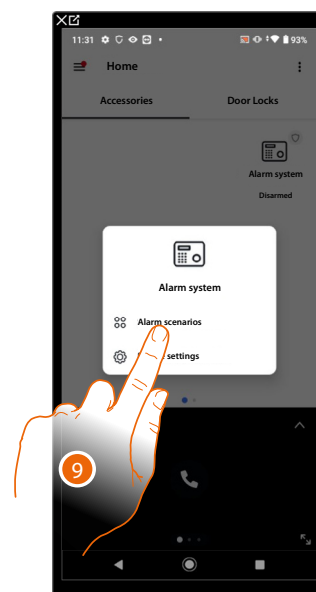 11:31 93%
Home
Accessories Door Locks
Alarm system
Disarmed
Alarm system
Alarm scenarios
settings
9